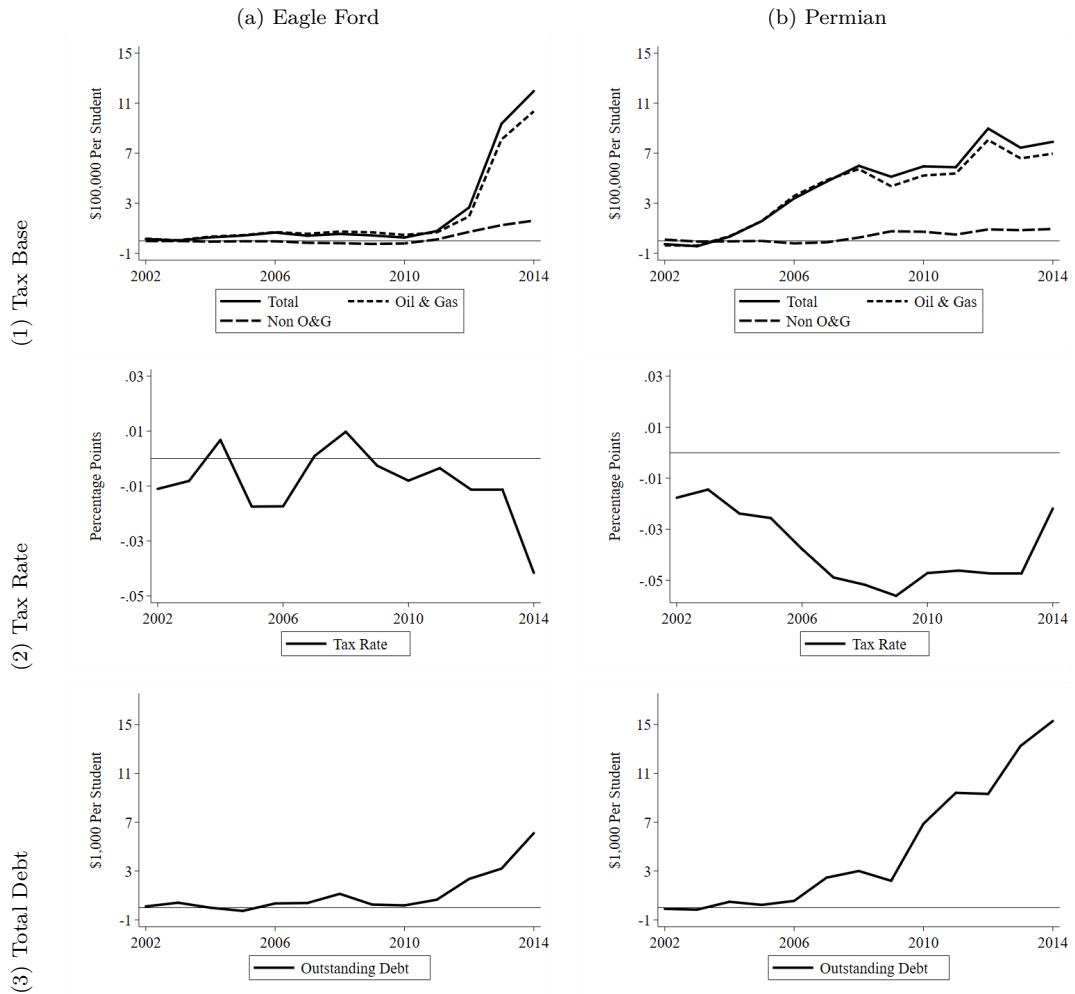 (a) Eagle Ford
(b) Permian
(1) Tax Base
$100,000 Per Student
15
11
7
3
-1
2002 2006 2010 2014
Total Oil & Gas
Non O&G
$100,000 Per Student
15
11
7
3
-1
2002 2006 2010 2014
Total Oil & Gas
Non O&G
(2) Tax Rate
Percentage Points
.03
.01
-.01
-.03
-.05
2002 2006 2010 2014
Tax Rate
Percentage Points
.03
.01
-.01
-.03
-.05
2002 2006 2010 2014
Tax Rate
(3) Total Debt
$1,000 Per Student
15
11
7
3
-1
2002 2006 2010 2014
Outstanding Debt
$1,000 Per Student
15
11
7
3
-1
2002 2006 2010 2014
Outstanding Debt